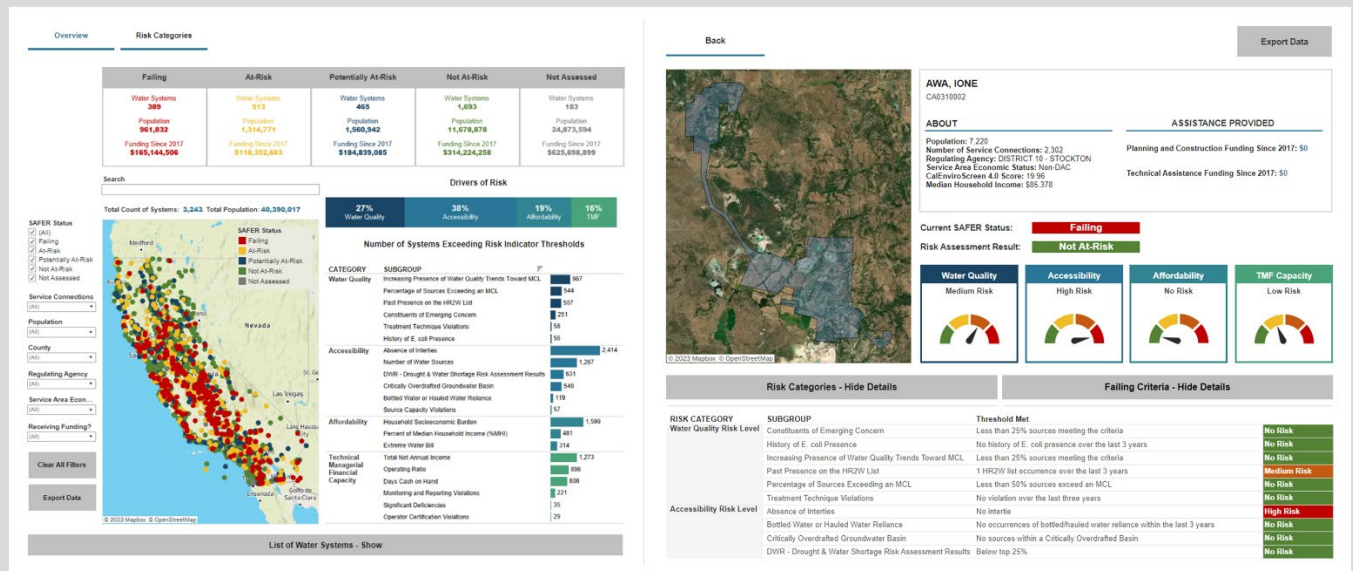 Overview Risk Categories
Failing At-Risk Potentially At-Risk Not At-Risk Not Assessed
Water Systems Water Systems Water Systems Water Systems Water Systems
389 913 465 1,693 183
Population Population Population Population Population
961,832 1,314,771 1,560,942 11,678,878 24,873,594
Funding Since 2017 Funding Since 2017 Funding Since 2017 Funding Since 2017 Funding Since 2017
$165,144,506 $118,352,663 $184,839,085 $314,224,258 $625,698,899
Search
Total Count of Systems: 3,243. Total Population: 40,390,017
Drivers of Risk
27% 38% 19% 16%
Water Quality Accessibility Affordability TMF
SAFER Status
(All)
Failing
At-Risk
Potentially At-Risk
Not At-Risk
Not Assessed
Service Connections
(All)
Population
(All)
County
(All)
Regulating Agency
(All)
Service Area Econ...
(All)
Receiving Funding?
(All)
Clear All Filters
Export Data
SAFER Status
Failing
At-Risk
Potentially At-Risk
Not At-Risk
Not Assessed
Medford
Nevada
Las Vegas
Lake Havasu
Ensenada
Golfo de
Santa Clara
© 2023 Mapbox © OpenStreetMap
Number of Systems Exceeding Risk Indicator Thresholds
CATEGORY SUBGROUP
Water Quality Increasing Presence of Water Quality Trends Toward MCL 967
Percentage of Sources Exceeding an MCL 544
Past Presence on the HR2W List 507
Constituents of Emerging Concern 251
Treatment Technique Violations 58
History of E. coli Presence 56
Accessibility Absence of Interties 2,414
Number of Water Sources 1,287
DWR - Drought & Water Shortage Risk Assessment Results 631
Critically Overdrafted Groundwater Basin 549
Bottled Water or Hauled Water Reliance 119
Source Capacity Violations 57
Affordability Household Socioeconomic Burden 1,599
Percent of Median Household Income (%MHI) 481
Extreme Water Bill 314
Technical Managerial Financial Capacity Total Net Annual Income 1,273
Operating Ratio 896
Days Cash on Hand 806
Monitoring and Reporting Violations 221
Significant Deficiencies 35
Operator Certification Violations 29
List of Water Systems - Show
Back
Export Data
© 2023 Mapbox © OpenStreetMap
AWA, IONE
CA0310002
ABOUT
Population: 7,220
Number of Service Connections: 2,302
Regulating Agency: DISTRICT 10 - STOCKTON
Service Area Economic Status: Non-DAC
CalEnviroScreen 4.0 Score: 19.96
Median Household Income: $85,378
ASSISTANCE PROVIDED
Planning and Construction Funding Since 2017: $0
Technical Assistance Funding Since 2017: $0
Current SAFER Status: Failing
Risk Assessment Result: Not At-Risk
Water Quality Accessibility Affordability TMF Capacity
Medium Risk High Risk No Risk Low Risk
Risk Categories - Hide Details Failing Criteria - Hide Details
RISK CATEGORY SUBGROUP Threshold Met
Water Quality Risk Level Constituents of Emerging Concern Less than 25% sources meeting the criteria No Risk
History of E. coli Presence No history of E. coli presence over the last 3 years No Risk
Increasing Presence of Water Quality Trends Toward MCL Less than 25% sources meeting the criteria No Risk
Past Presence on the HR2W List 1 HR2W list occurrence over the last 3 years Medium Risk
Percentage of Sources Exceeding an MCL Less than 50% sources exceed an MCL No Risk
Treatment Technique Violations No violation over the last three years No Risk
Accessibility Risk Level Absence of Interties No intertie High Risk
Bottled Water or Hauled Water Reliance No occurrences of bottled/hauled water reliance within the last 3 years No Risk
Critically Overdrafted Groundwater Basin No sources within a Critically Overdrafted Basin No Risk
DWR - Drought & Water Shortage Risk Assessment Results Below top 25% No Risk